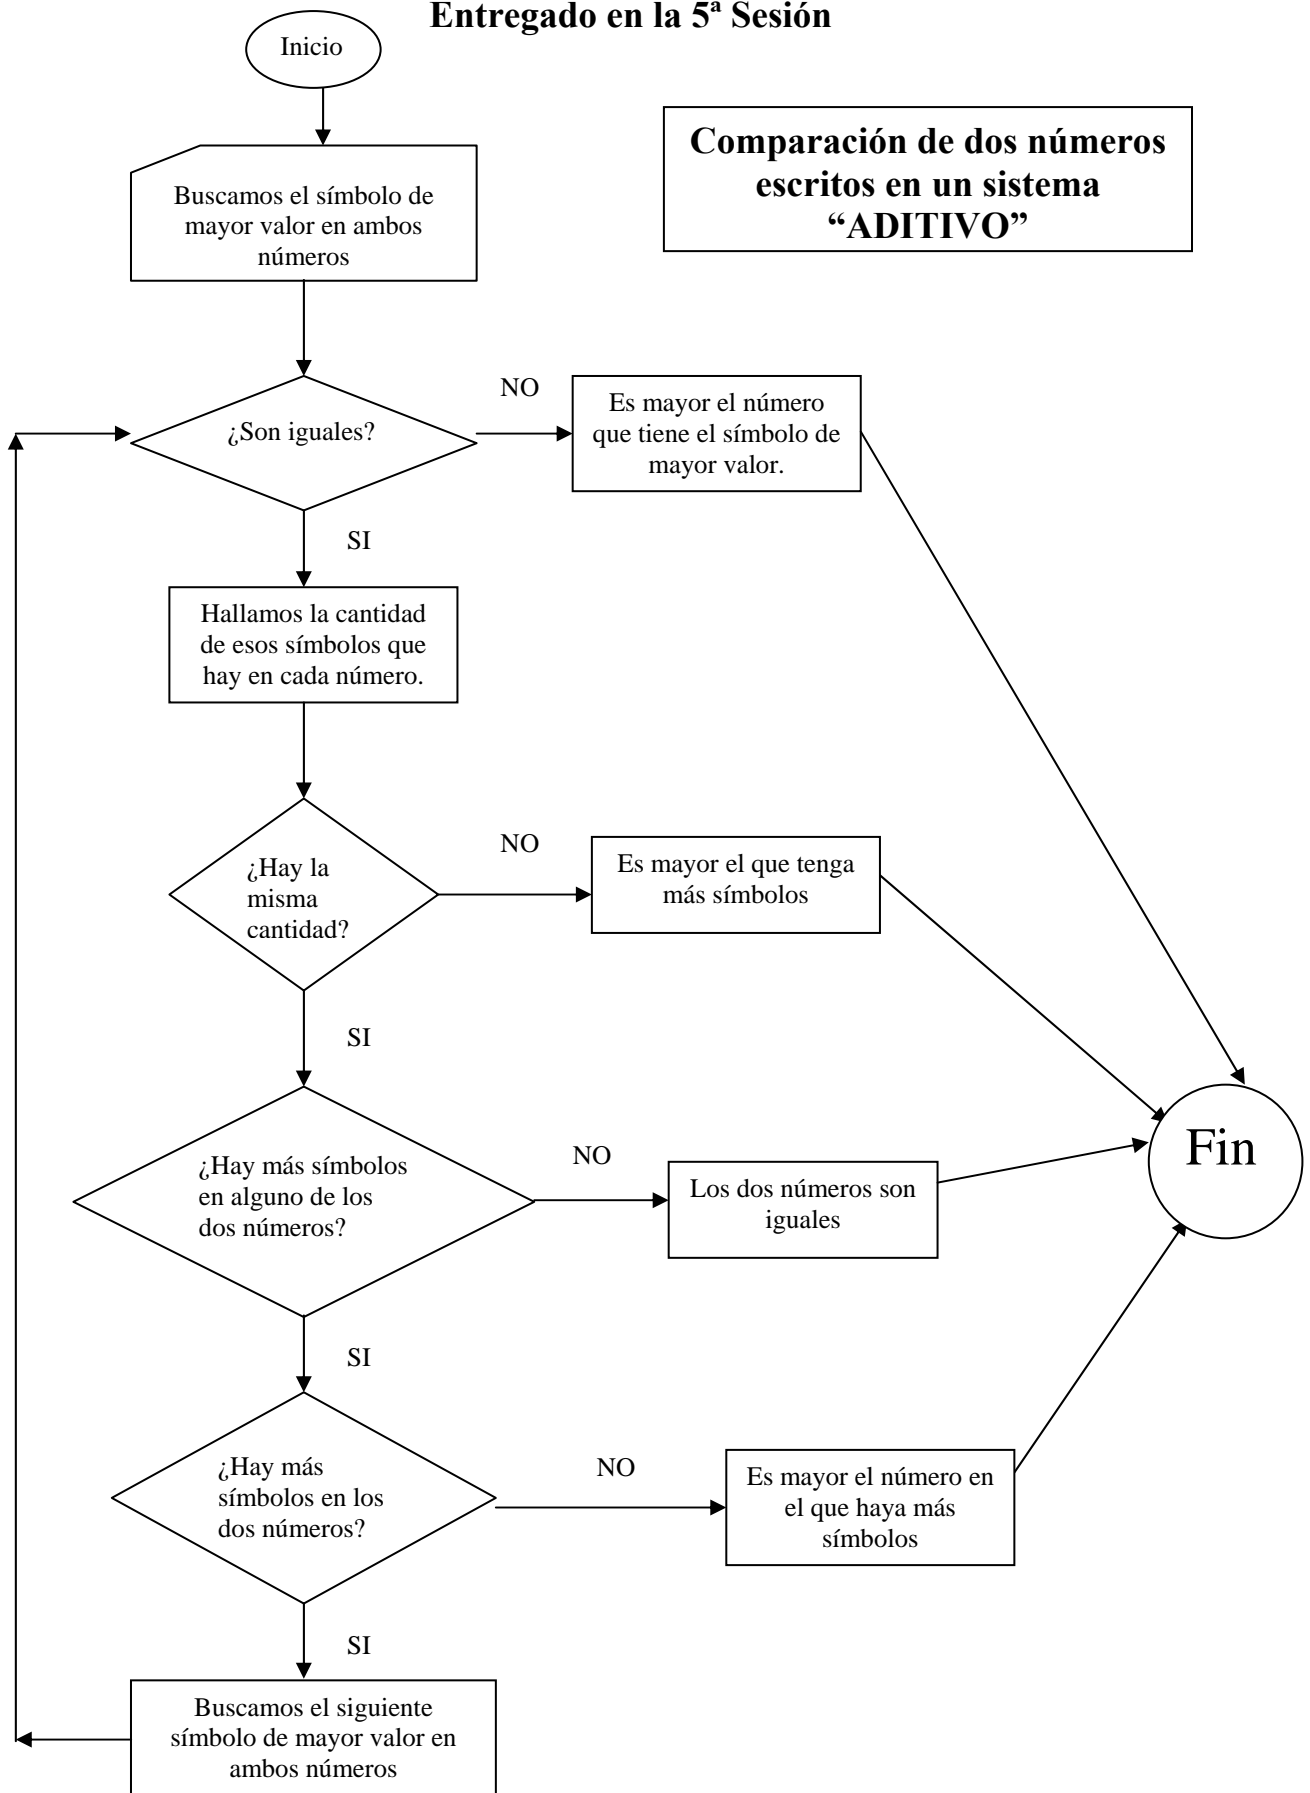 Entregado en la 5ª Sesión
Inicio
Comparación de dos números
escritos en un sistema
“ADITIVO”
Buscamos el símbolo de
mayor valor en ambos
números
¿Son iguales?
NO
Es mayor el número
que tiene el símbolo de
mayor valor.
SI
Hallamos la cantidad
de esos símbolos que
hay en cada número.
¿Hay la
misma
cantidad?
NO
Es mayor el que tenga
más símbolos
SI
¿Hay más símbolos
en alguno de los
dos números?
NO
Los dos números son
iguales
Fin
SI
¿Hay más
símbolos en los
dos números?
NO
Es mayor el número en
el que haya más
símbolos
SI
Buscamos el siguiente
símbolo de mayor valor en
ambos números